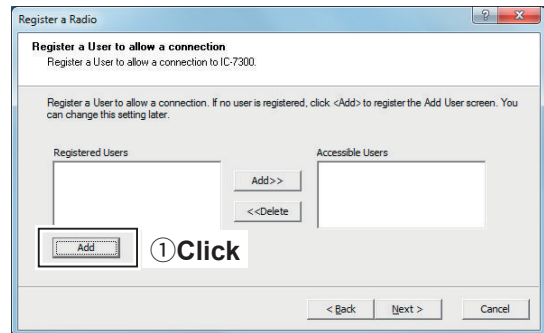 Register a Radio
Register a User to allow a connection
Register a User to allow a connection to IC-7300.
Register a User to allow a connection. If no user is registered, click <Add> to register the Add User screen. You
can change this setting later.
Registered Users
Accessible Users
Add>>
<<Delete
Add
①Click
< Back
Next >
Cancel